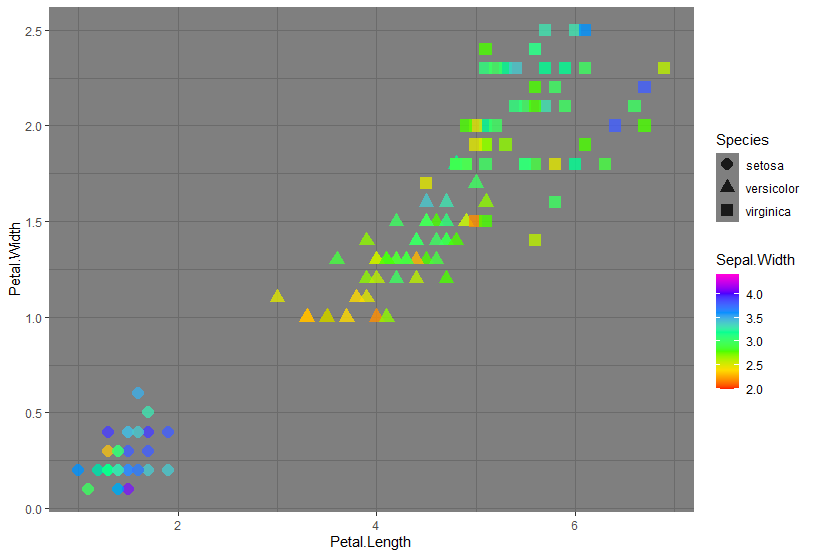 2.5
2.0
1.5
1.0
0.5
0.0
Petal.Width
2 4 6
Petal.Length
Species
setosa
versicolor
virginica
Sepal.Width
4.0
3.5
3.0
2.5
2.0